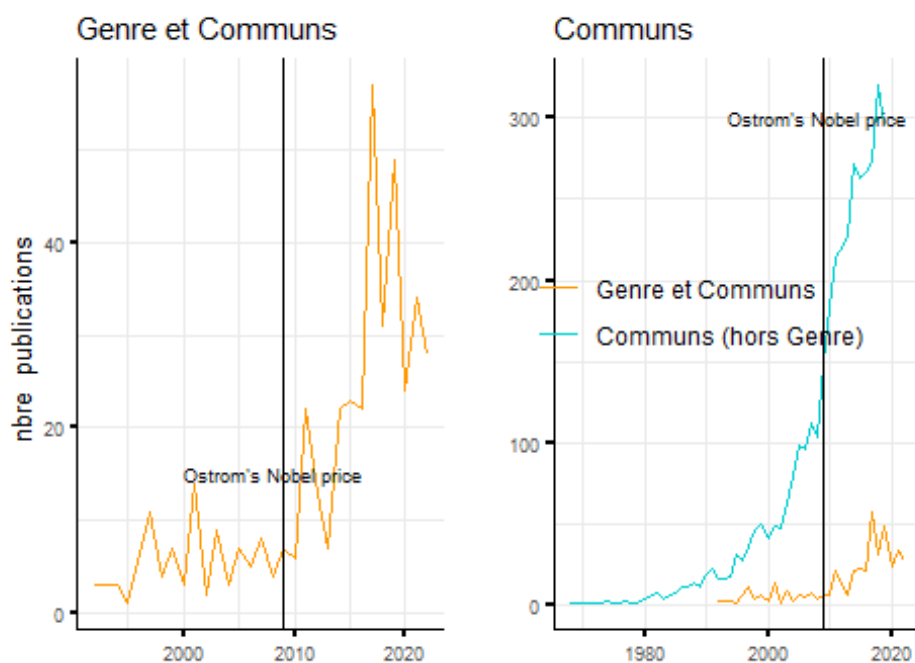 Genre et Communs
nbre publications
40
20
0
Ostrom's Nobel price
2000
2010
2020
Communs
300
200
100
0
Ostrom's Nobel price
Genre et Communs
Communs (hors Genre)
1980
2000
2020